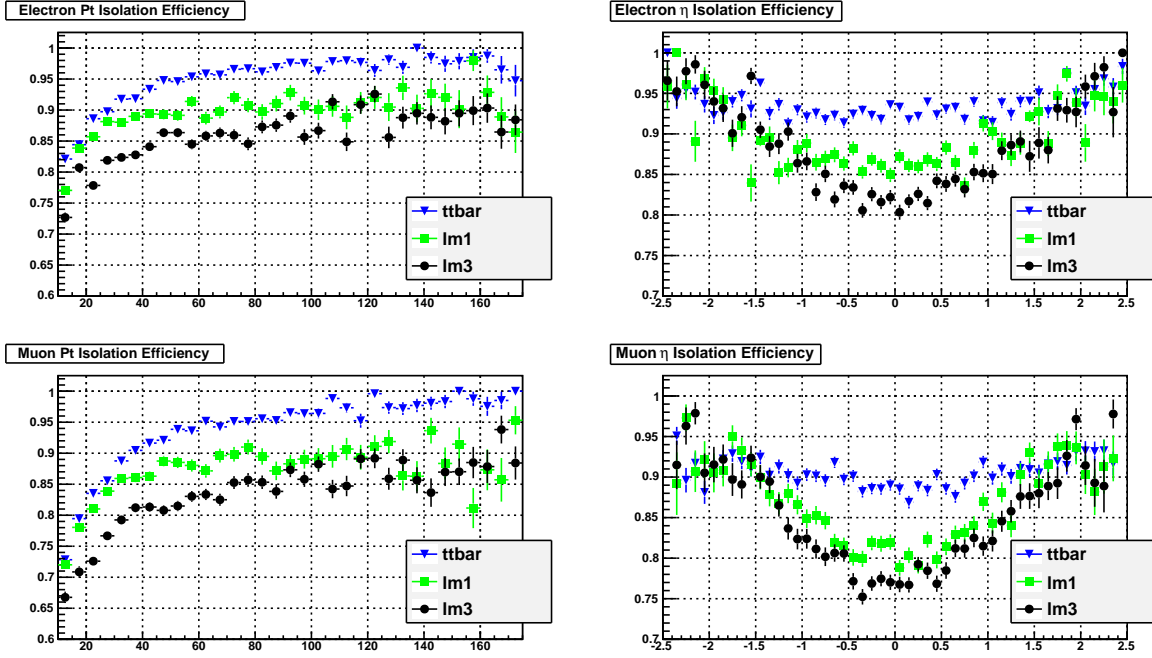 Electron Pt Isolation Efficiency
1
0.95
0.9
0.85
0.8
0.75
0.7
0.65
0.6
20 40 60 80 100 120 140 160
ttbar
lm1
lm3
Electron η Isolation Efficiency
1
0.95
0.9
0.85
0.8
0.75
0.7
-2.5 -2 -1.5 -1 -0.5 0 0.5 1 1.5 2 2.5
ttbar
lm1
lm3
Muon Pt Isolation Efficiency
1
0.95
0.9
0.85
0.8
0.75
0.7
0.65
0.6
20 40 60 80 100 120 140 160
ttbar
lm1
lm3
Muon η Isolation Efficiency
1
0.95
0.9
0.85
0.8
0.75
0.7
-2.5 -2 -1.5 -1 -0.5 0 0.5 1 1.5 2 2.5
ttbar
lm1
lm3